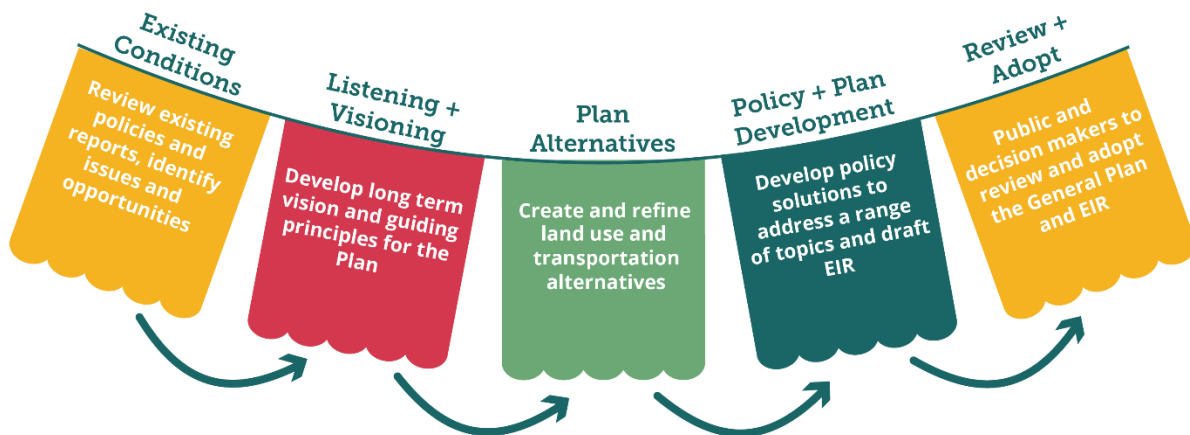 Existing
Conditions
Review existing
policies and
reports, identify
issues and
opportunities
Listening +
Visioning
Develop long term
vision and guiding
principles for the
Plan
Plan
Alternatives
Create and refine
land use and
transportation
alternatives
Policy + Plan
Development
Develop policy
solutions to
address a range
of topics and draft
EIR
Review +
Adopt
Public and
decision makers to
review and adopt
the General Plan
and EIR